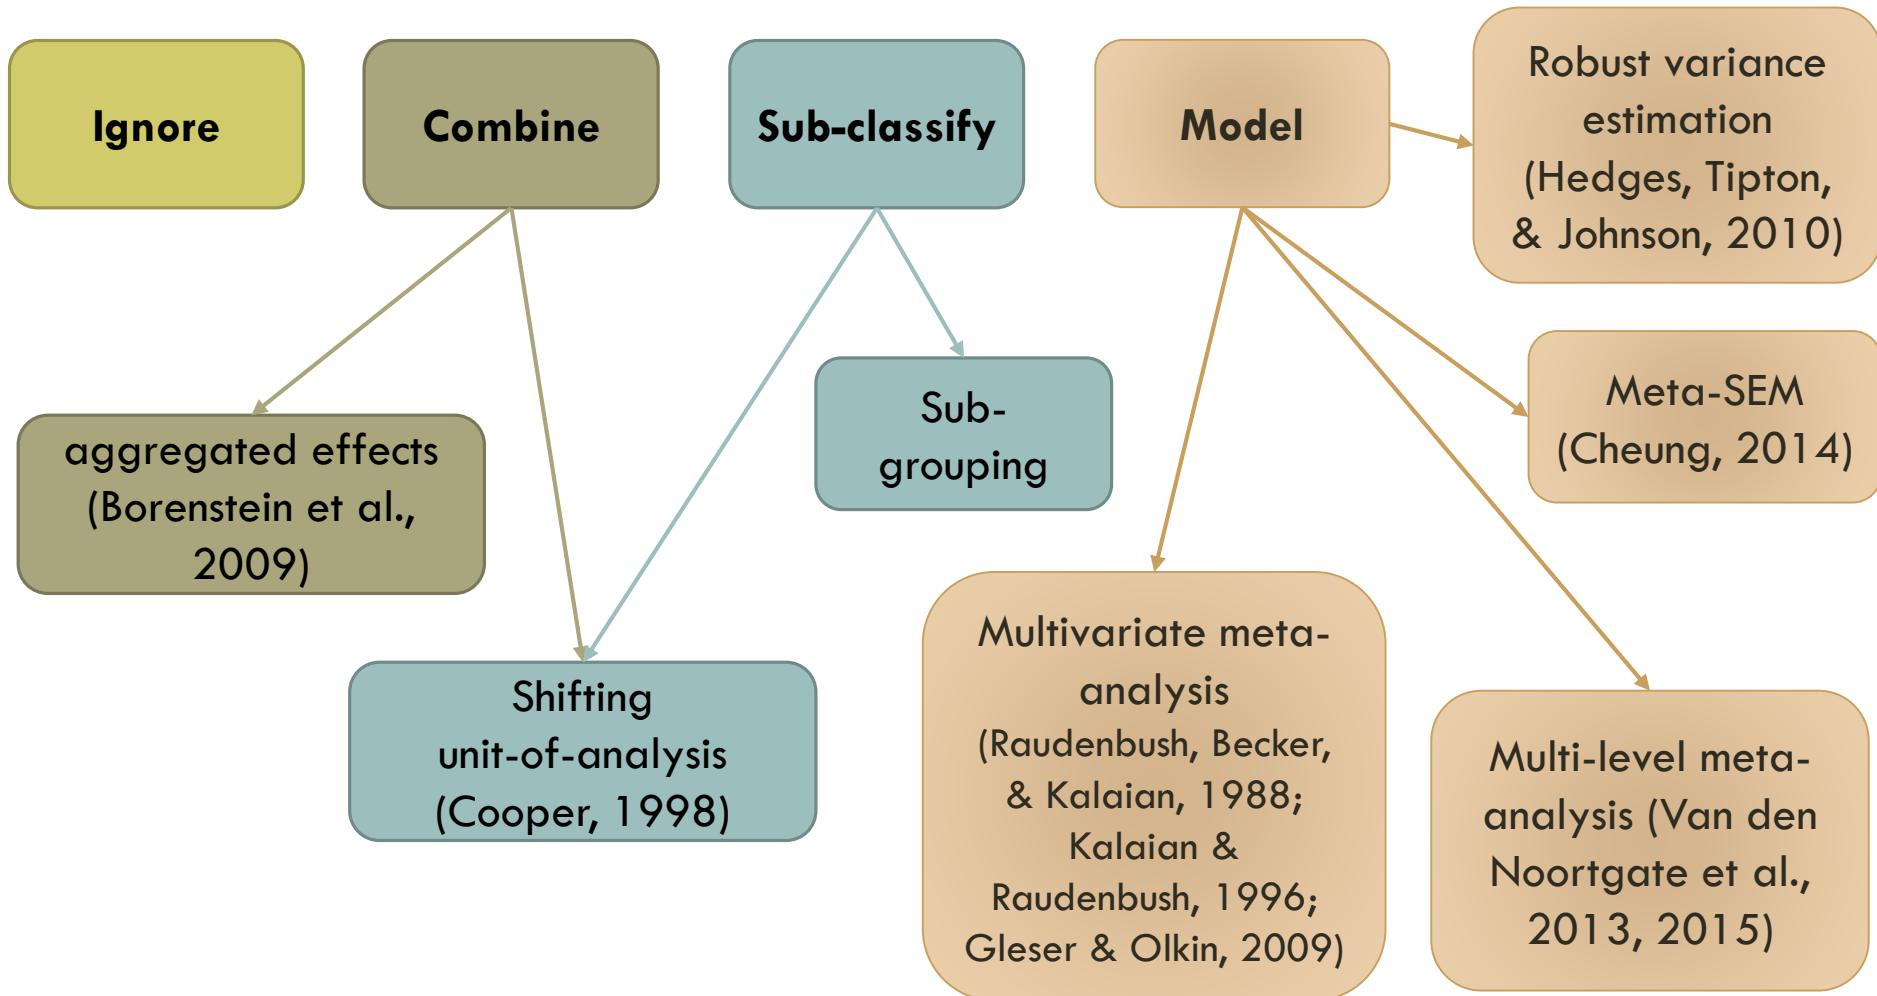 Ignore
Combine
Sub-classify
Model
Robust variance
estimation
(Hedges, Tipton,
& Johnson, 2010)
Meta-SEM
(Cheung, 2014)
Sub-
grouping
aggregated effects
(Borenstein et al.,
2009)
Shifting
unit-of-analysis
(Cooper, 1998)
Multivariate meta-
analysis
(Raudenbush, Becker,
& Kalaian, 1988;
Kalaian &
Raudenbush, 1996;
Gleser & Olkin, 2009)
Multi-level meta-
analysis (Van den
Noortgate et al.,
2013, 2015)